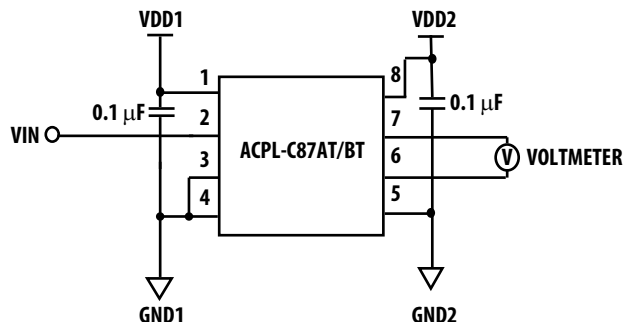 VDD1
VDD2
1
8
0.1 μF
0.1 μF
2
7
VIN
ACPL-C87AT/BT
V
VOLTMETER
3
6
4
5
GND1
GND2